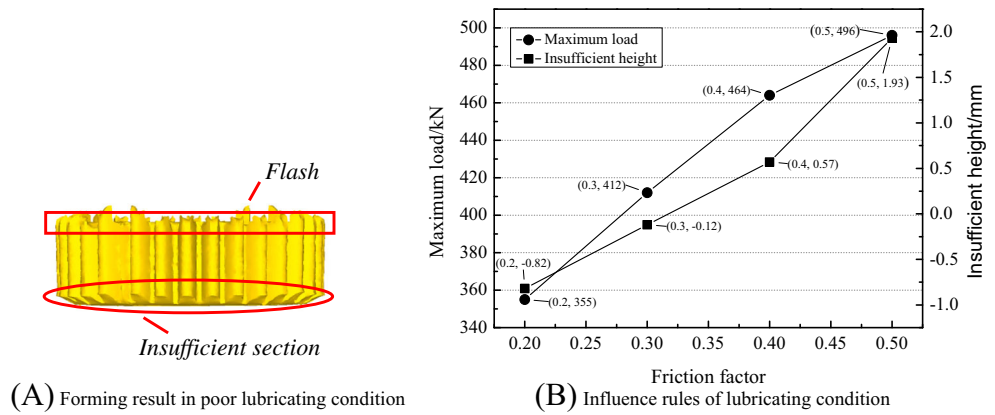 Flash
Insufficient section
(A) Forming result in poor lubricating condition
Maximum load
Insufficient height
(0.5, 496)
(0.5, 1.93)
(0.4, 464)
(0.4, 0.57)
(0.3, 412)
(0.3, -0.12)
(0.2, -0.82)
(0.2, 355)
Maximum load/kN
500
480
460
440
420
400
380
360
340
Insufficient height/mm
2.0
1.5
1.0
0.5
0.0
-0.5
-1.0
0.20 0.25 0.30 0.35 0.40 0.45 0.50
Friction factor
(B) Influence rules of lubricating condition